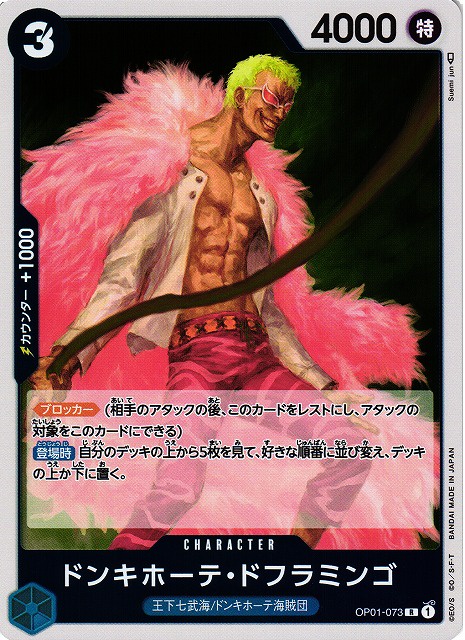 3
4000
特
Suemi jun
カウンター +1000
ブロッカー (相手のアタックの後、このカードをレストにし、アタックの
対象をこのカードにできる)
登場時 自分のデッキの上から5枚を見て、好きな順番に並び変え、デッキ
の上か下に置く。
CHARACTER
ドンキホーテ・ドフラミンゴ
王下七武海/ドンキホーテ海賊団
OP01-073 R 1
©E.O/S ©O./S・F・T BANDAI MADE IN JAPAN